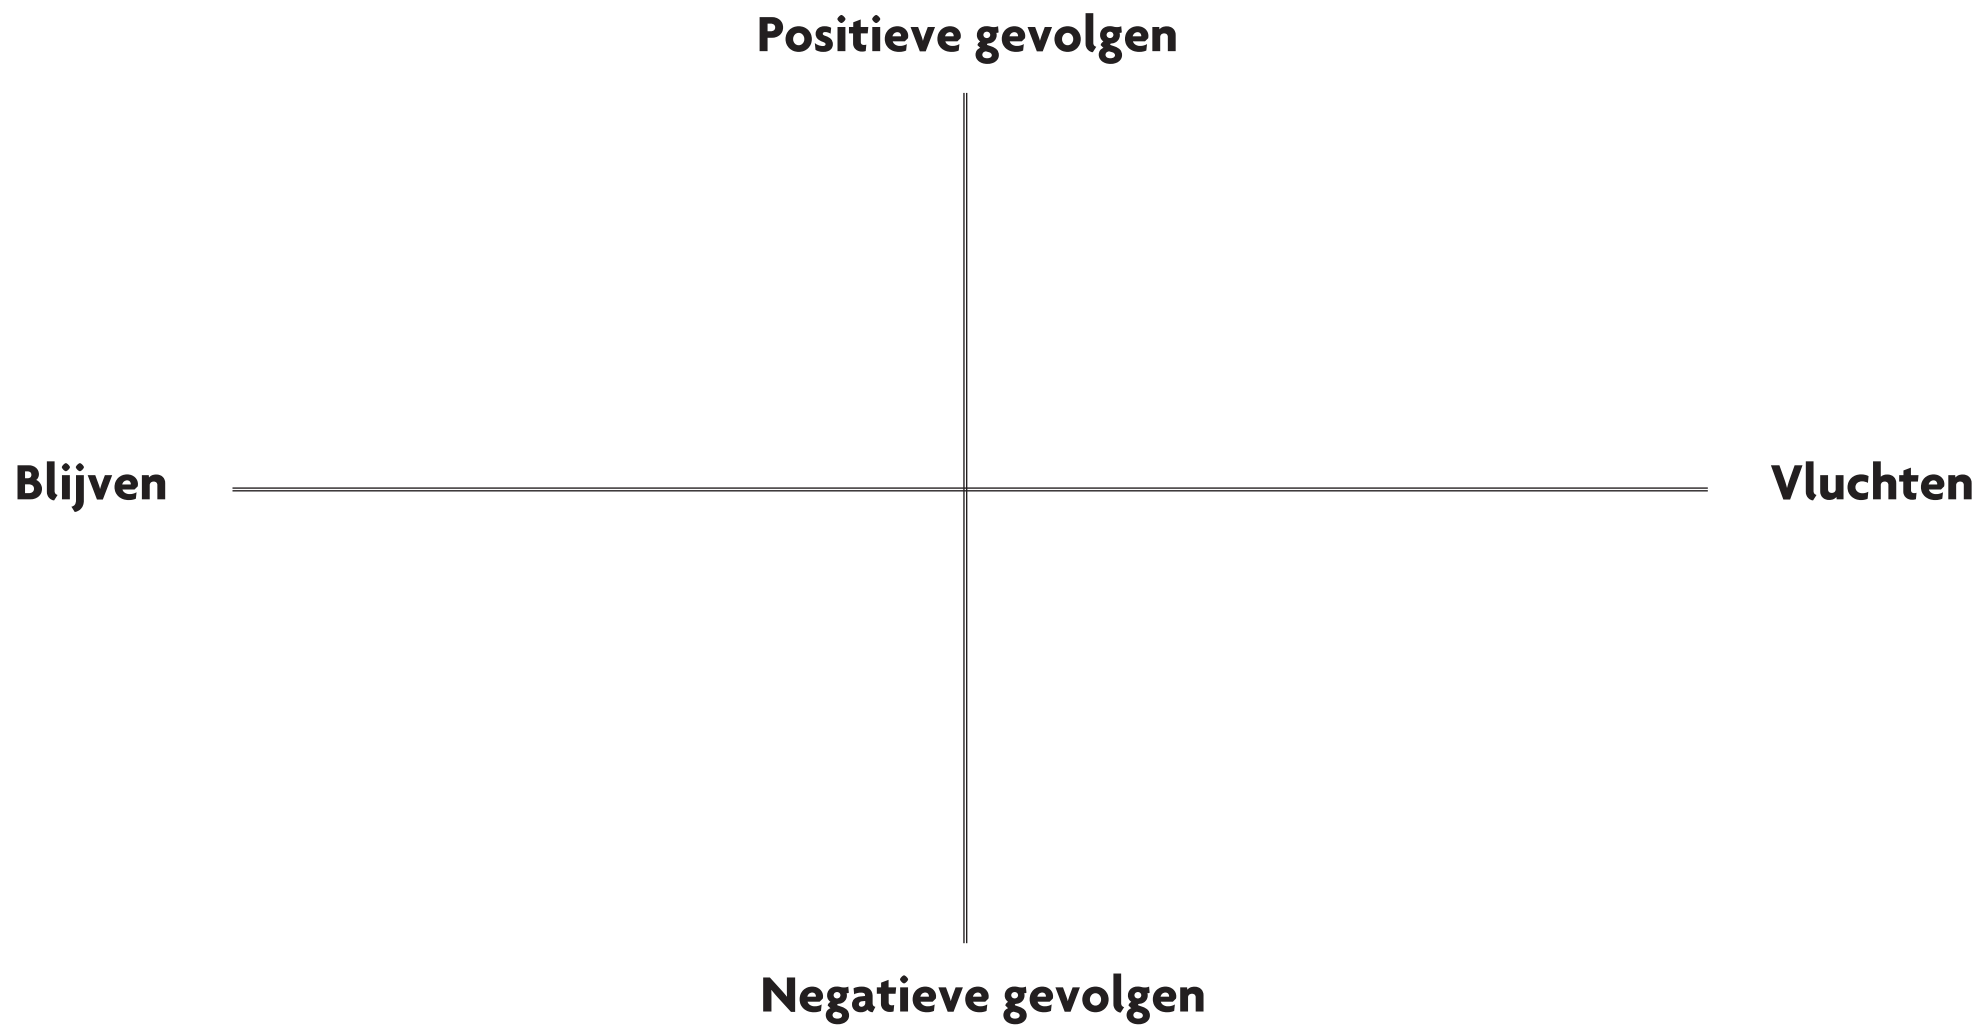 Positieve gevolgen
Blijven
Vluchten
Negatieve gevolgen